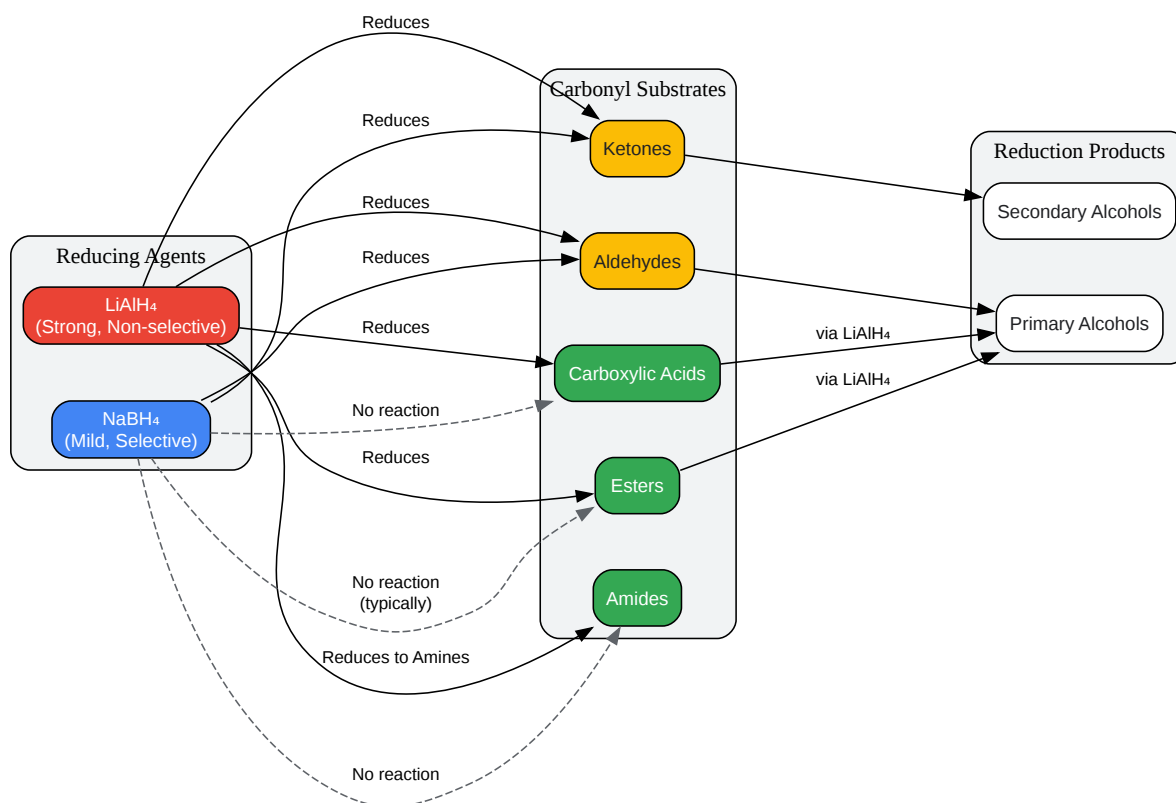 Reduces
Carbonyl Substrates
Ketones
Reduces
Reduction Products
Secondary Alcohols
Reduces
Reducing Agents
Reduces
Aldehydes
LiAlH₄
(Strong, Non-selective)
Reduces
Primary Alcohols
via LiAlH₄
Carboxylic Acids
via LiAlH₄
NaBH₄
(Mild, Selective)
No reaction
Reduces
Esters
No reaction
(typically)
Amides
Reduces to Amines
No reaction